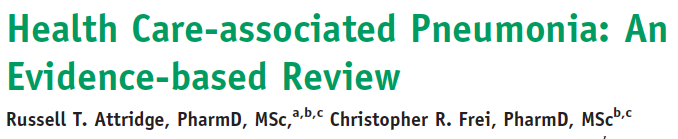 Health Care-associated Pneumonia: An
Evidence-based Review
Russell T. Attridge, PharmD, MSc,a,b,c Christopher R. Frei, PharmD, MScb,c